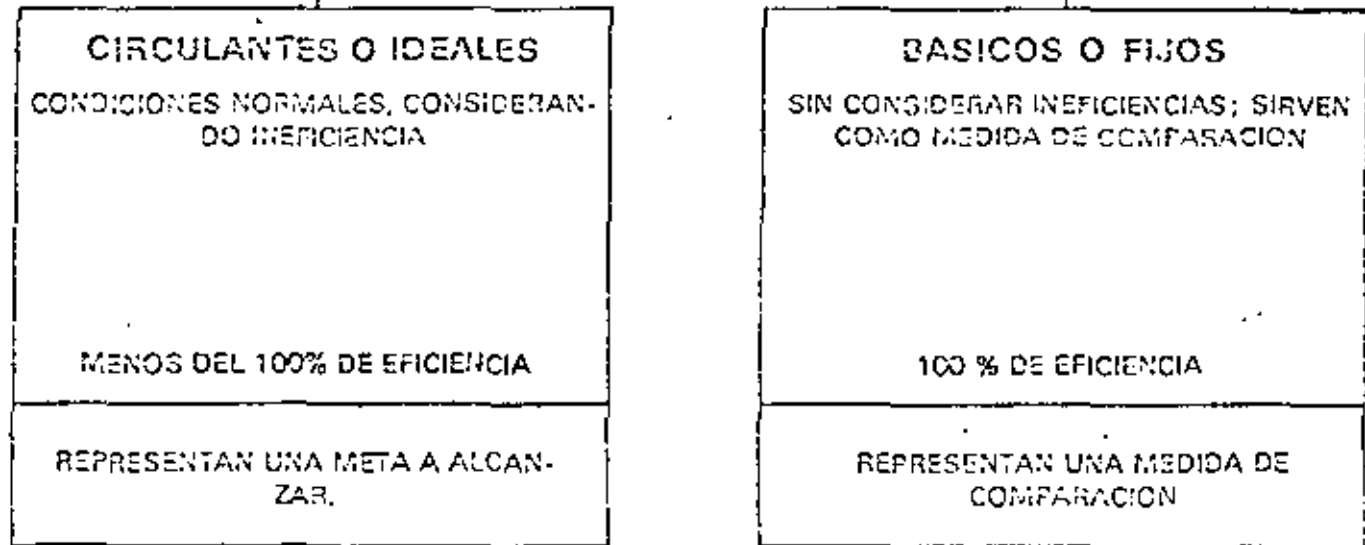 CIRCULANTES O IDEALES
CONDICIONES NORMALES, CONSIDERAN-
DO INEFICIENCIA
MENOS DEL 100% DE EFICIENCIA
REPRESENTAN UNA META A ALCAN-
ZAR.
BASICOS O FIJOS
SIN CONSIDERAR INEFICIENCIAS; SIRVEN
COMO MEDIDA DE COMPARACION
100 % DE EFICIENCIA
REPRESENTAN UNA MEDIDA DE
COMPARACION